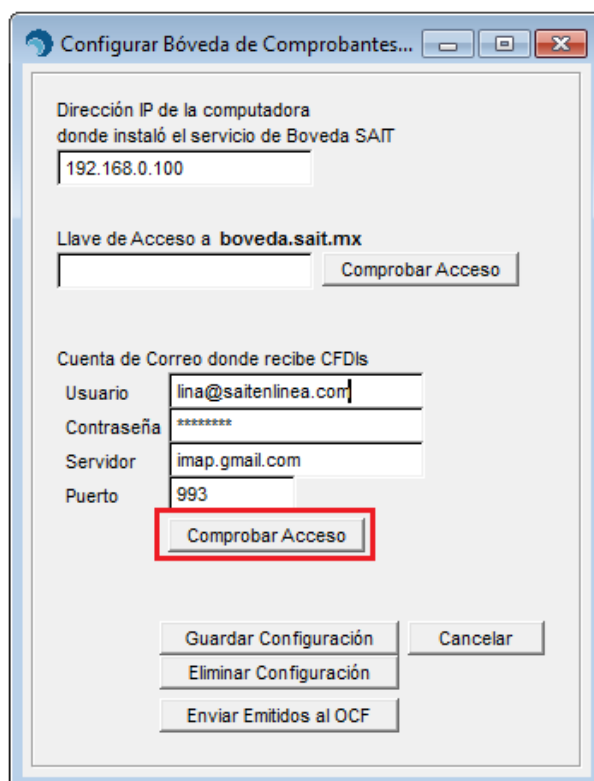 Configurar Bóveda de Comprobantes...
Dirección IP de la computadora
donde instaló el servicio de Boveda SAIT
192.168.0.100
Llave de Acceso a boveda.sait.mx
Comprobar Acceso
Cuenta de Correo donde recibe CFDIs
Usuario lina@saitenlinea.com
Contraseña ********
Servidor imap.gmail.com
Puerto 993
Comprobar Acceso
Guardar Configuración Cancelar
Eliminar Configuración
Enviar Emitidos al OCF